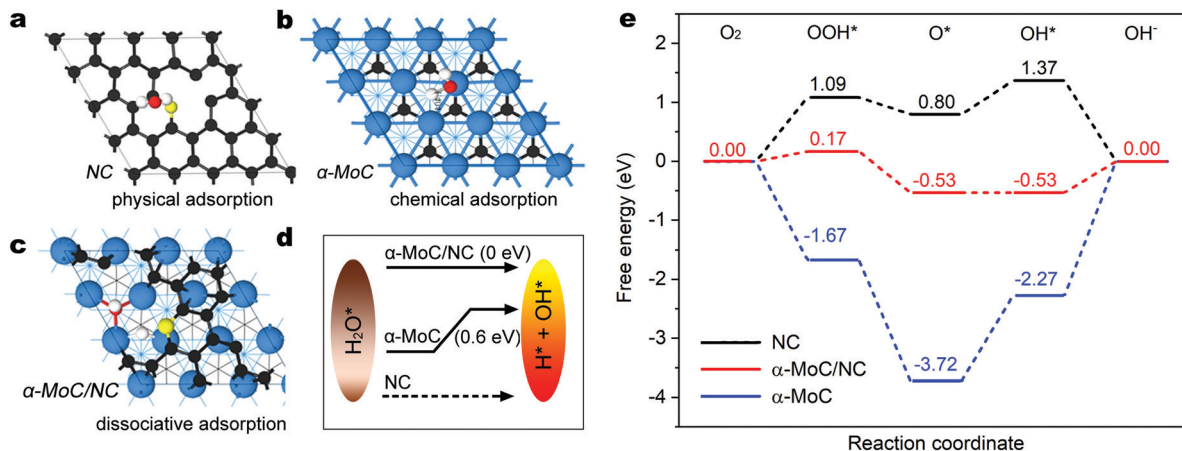 a
NC
physical adsorption
b
α-MoC
chemical adsorption
c
α-MoC/NC
dissociative adsorption
d
H₂O*
α-MoC/NC (0 eV)
α-MoC
(0.6 eV)
NC
H* + OH*
e
O₂ OOH* O* OH* OH⁻
2
1
0
-1
-2
-3
-4
Free energy (eV)
1.09
0.80
1.37
0.00
0.17
-0.53
-0.53
0.00
-1.67
-3.72
-2.27
NC
α-MoC/NC
α-MoC
Reaction coordinate